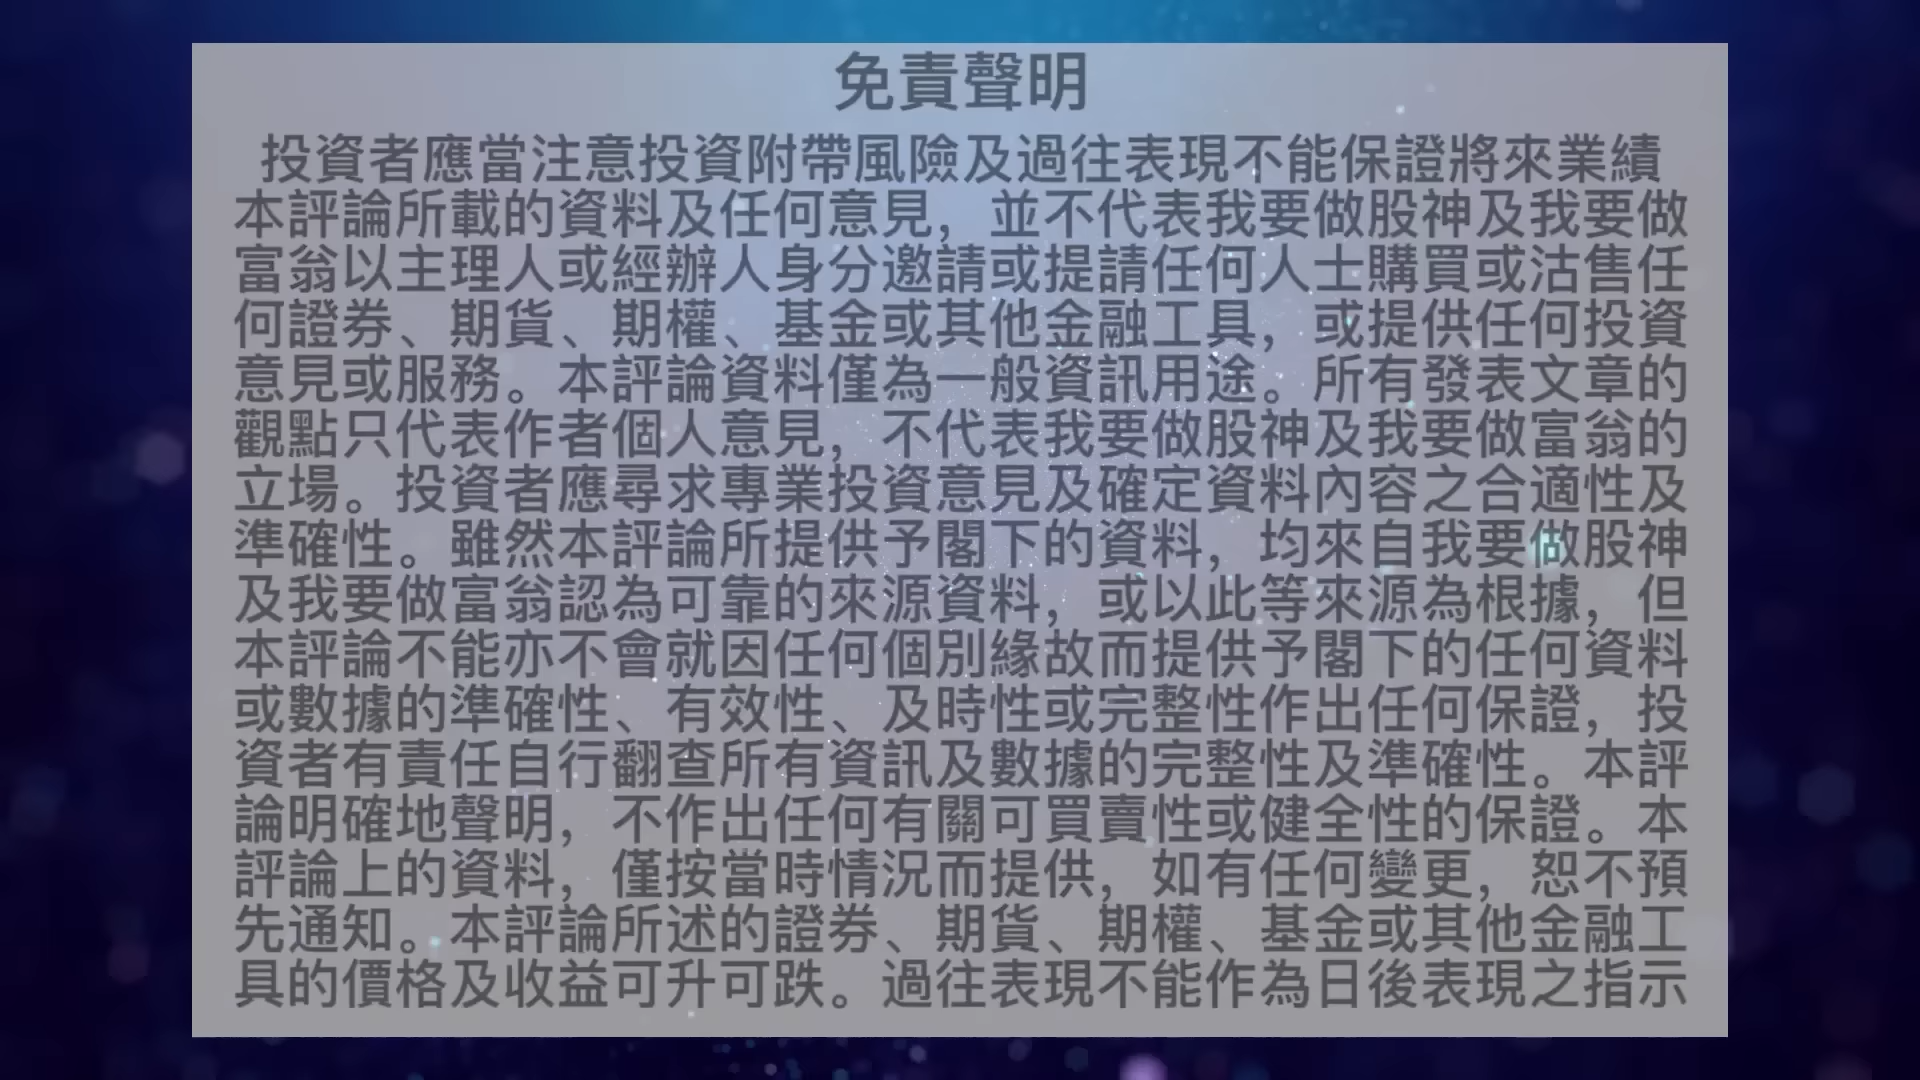 免責聲明
投資者應當注意投資附帶風險及過往表現不能保證將來業績
本評論所載的資料及任何意見，並不代表我要做股神及我要做
富翁以主理人或經辦人身分邀請或提請任何人士購買或沽售任
何證券、期貨、期權、基金或其他金融工具，或提供任何投資
意見或服務。本評論資料僅為一般資訊用途。所有發表文章的
觀點只代表作者個人意見，不代表我要做股神及我要做富翁的
立場。投資者應尋求專業投資意見及確定資料內容之合適性及
準確性。雖然本評論所提供予閣下的資料，均來自我要做股神
及我要做富翁認為可靠的來源資料，或以此等來源為根據，但
本評論不能亦不會就因任何個別緣故而提供予閣下的任何資料
或數據的準確性、有效性、及時性或完整性作出任何保證，投
資者有責任自行翻查所有資訊及數據的完整性及準確性。本評
論明確地聲明，不作出任何有關可買賣性或健全性的保證。本
評論上的資料，僅按當時情況而提供，如有任何變更，恕不預
先通知。本評論所述的證券、期貨、期權、基金或其他金融工
具的價格及收益可升可跌。過往表現不能作為日後表現之指示